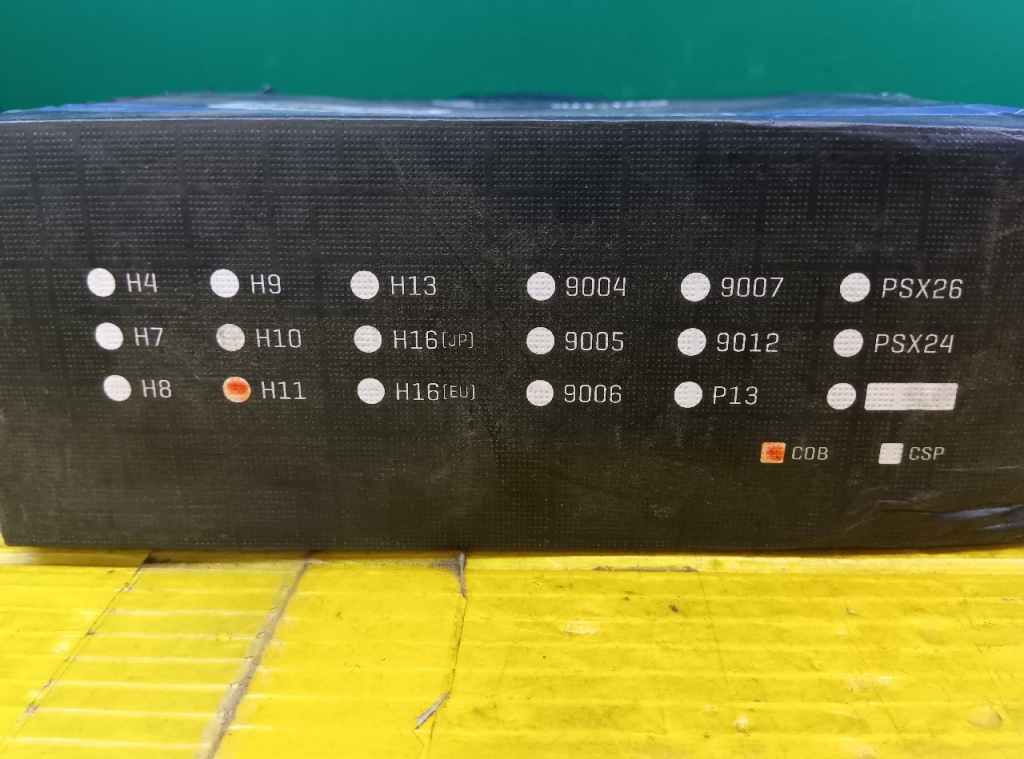 H4 H9 H13 9004 9007 PSX26
H7 H10 H16[JP] 9005 9012 PSX24
H8 H11 H16[EU] 9006 P13
COB CSP